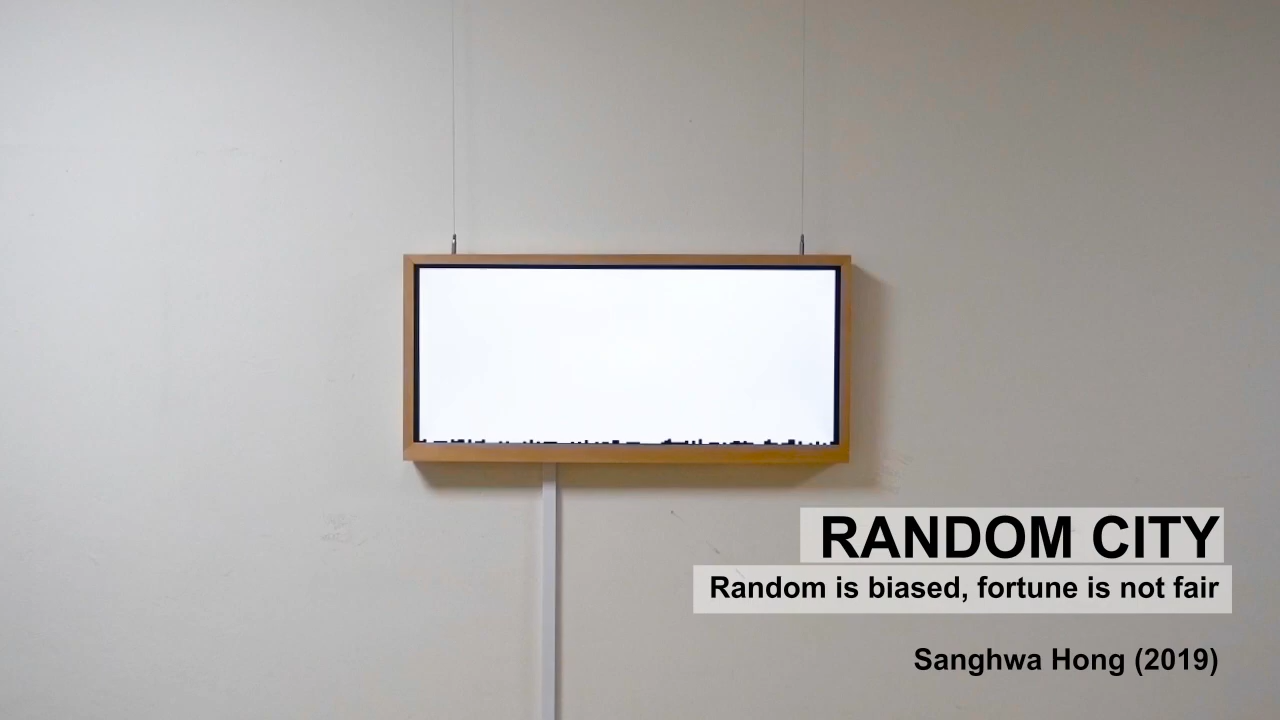 RANDOM CITY
Random is biased, fortune is not fair
Sanghwa Hong (2019)